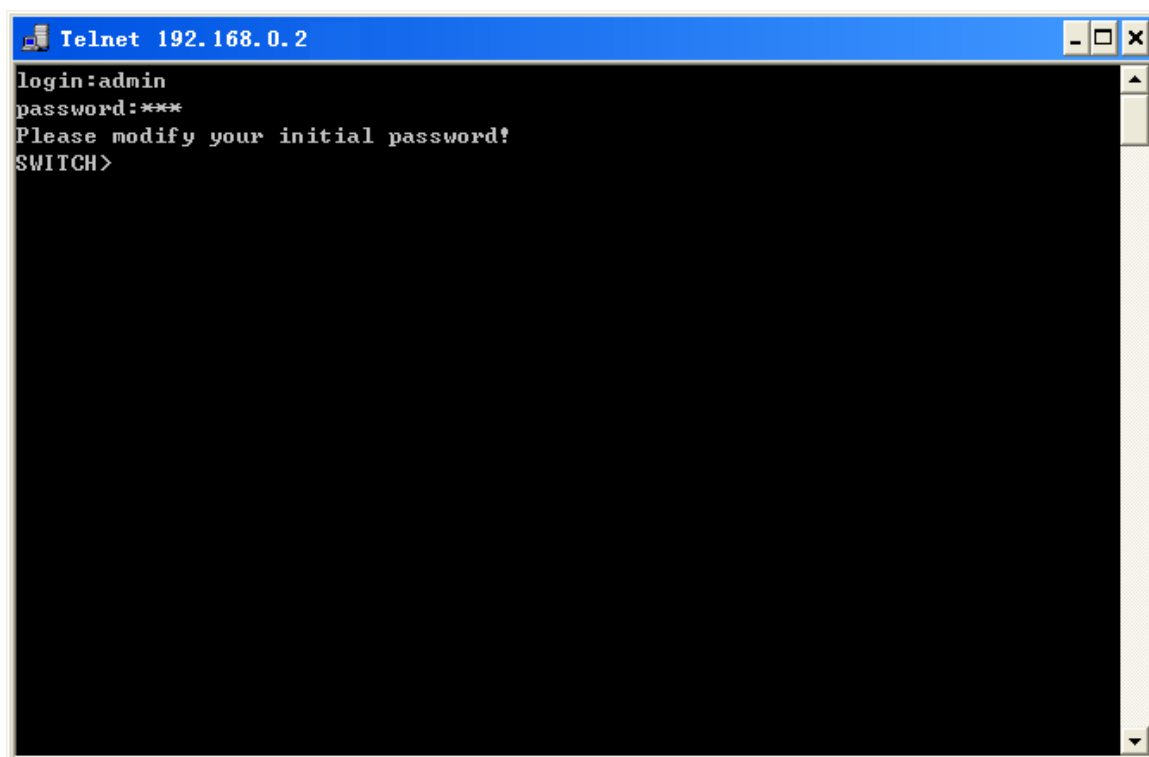 Telnet 192.168.0.2
login:admin
password:***
Please modify your initial password!
SWITCH>